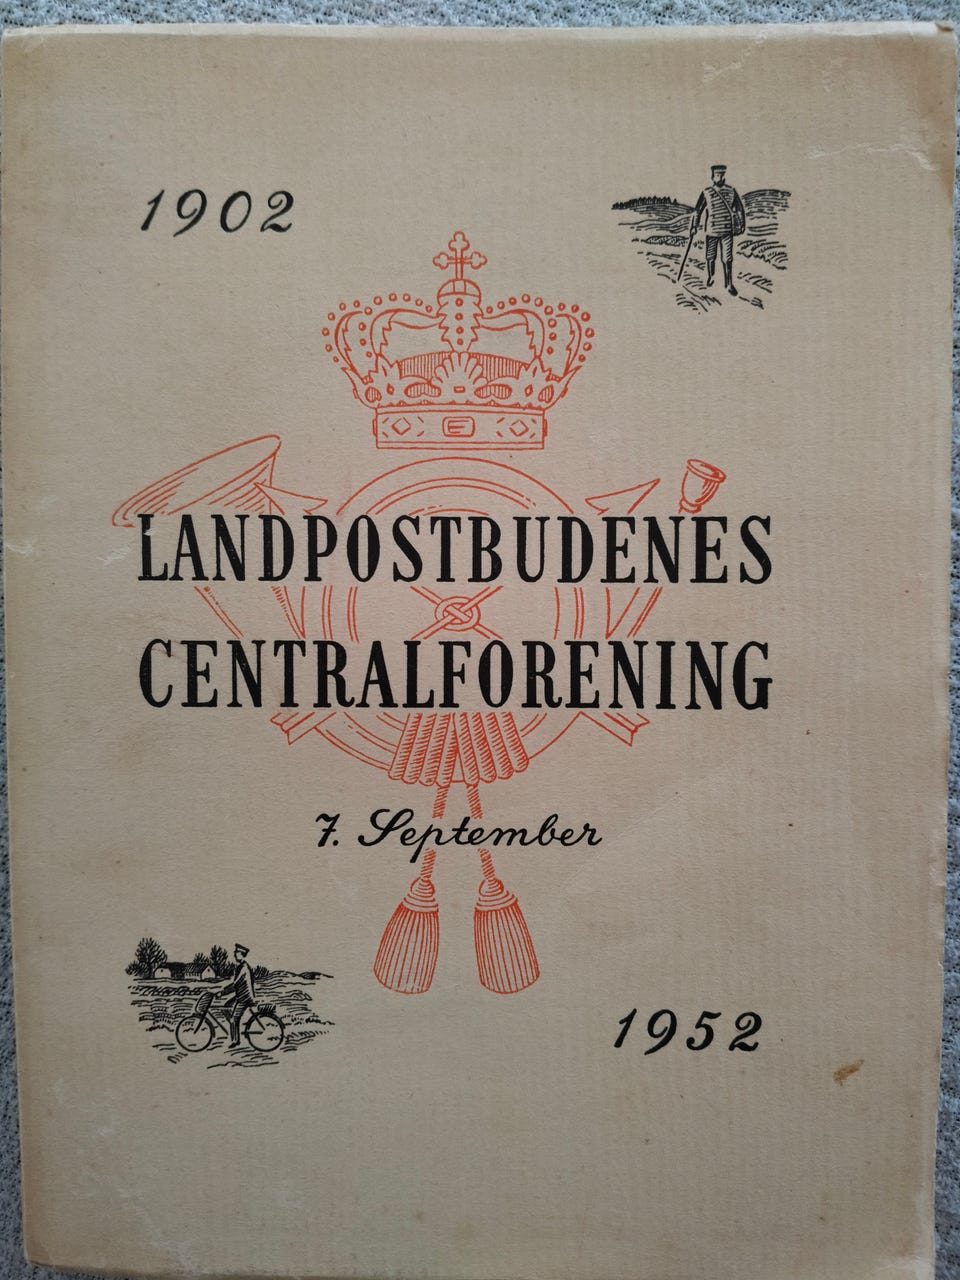 1902
LANDPOSTBUDENES
CENTRALFORENING
7. September
1952